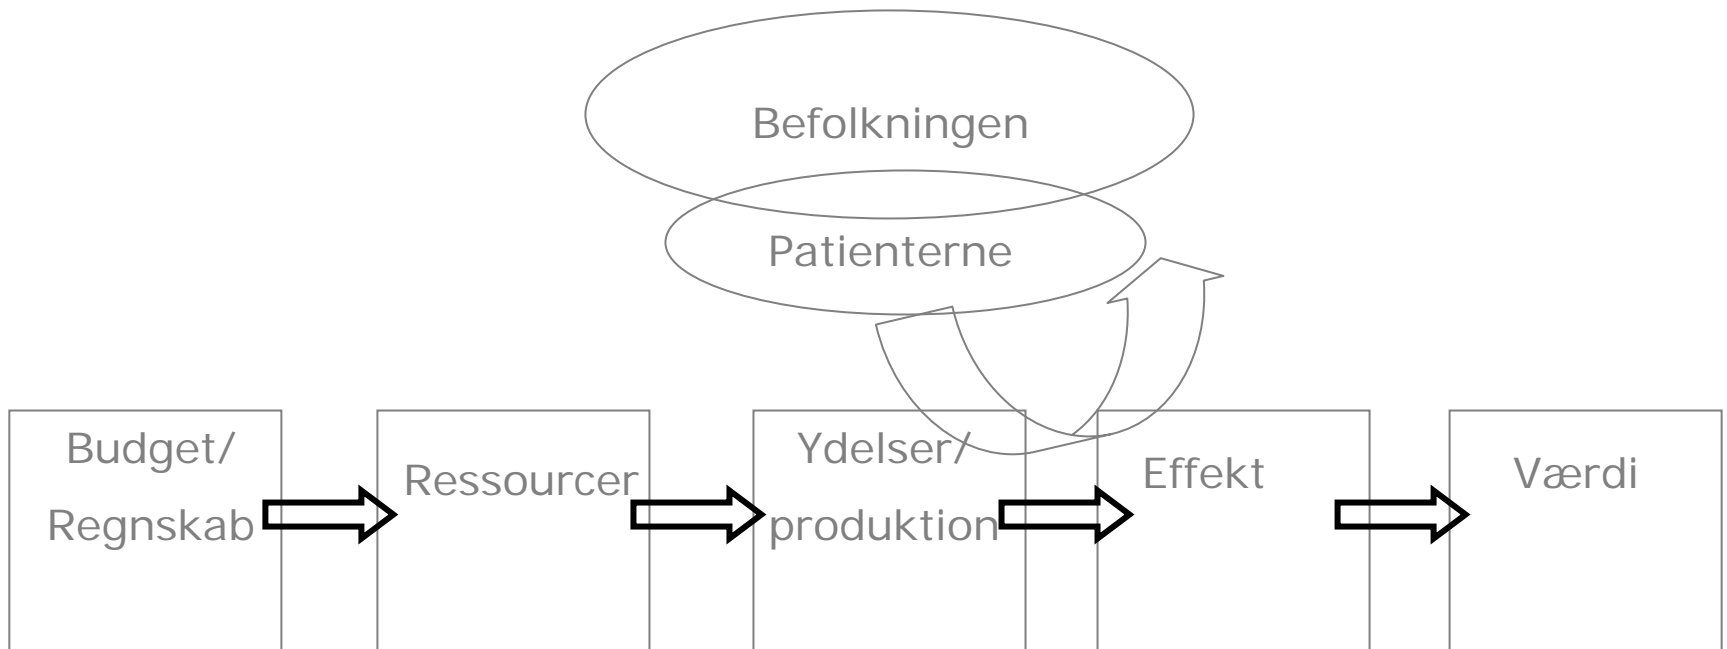 Befolkningen
Patienterne
Budget/
Regnskab
Ressourcer
Ydelser/
produktion
Effekt
Værdi